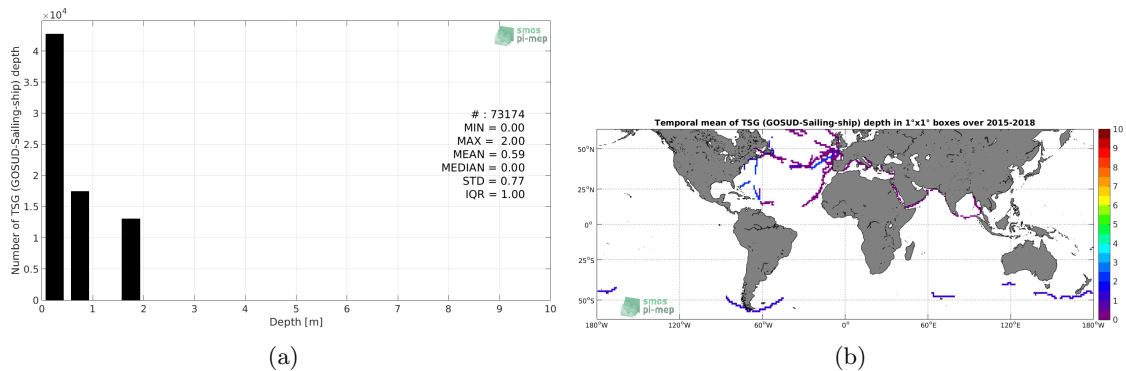 ×10⁴
4
3.5
3
2.5
2
1.5
1
0.5
0
Number of TSG (GOSUD-Sailing-ship) depth
smos
pi-mep
# : 73174
MIN = 0.00
MAX = 2.00
MEAN = 0.59
MEDIAN = 0.00
STD = 0.77
IQR = 1.00
0 1 2 3 4 5 6 7 8 9 10
Depth [m]
(a)
Temporal mean of TSG (GOSUD-Sailing-ship) depth in 1°x1° boxes over 2015-2018
50°N
25°N
0°
25°S
50°S
smos
pi-mep
180°W 120°W 60°W 0° 60°E 120°E 180°W
10
9
8
7
6
5
4
3
2
1
0
(b)